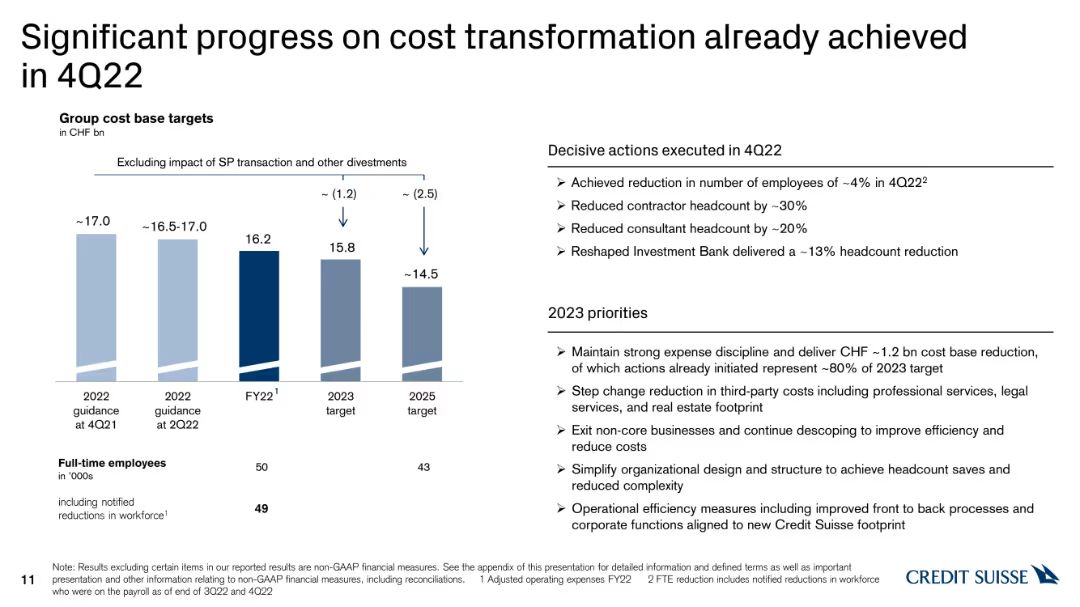 Significant progress on cost transformation already achieved
in 4Q22
Group cost base targets
in CHF bn
Excluding impact of SP transaction and other divestments
~ (1.2)
~ (2.5)
~17.0
~16.5-17.0
16.2
15.8
~14.5
2022
guidance
at 4Q21
2022
guidance
at 2Q22
FY22¹
2023
target
2025
target
Full-time employees
in '000s
50
43
including notified
reductions in workforce¹
49
Decisive actions executed in 4Q22
➢ Achieved reduction in number of employees of ~4% in 4Q22²
➢ Reduced contractor headcount by ~30%
➢ Reduced consultant headcount by ~20%
➢ Reshaped Investment Bank delivered a ~13% headcount reduction
2023 priorities
➢ Maintain strong expense discipline and deliver CHF ~1.2 bn cost base reduction,
of which actions already initiated represent ~80% of 2023 target
➢ Step change reduction in third-party costs including professional services, legal
services, and real estate footprint
➢ Exit non-core businesses and continue descoping to improve efficiency and
reduce costs
➢ Simplify organizational design and structure to achieve headcount saves and
reduced complexity
➢ Operational efficiency measures including improved front to back processes and
corporate functions aligned to new Credit Suisse footprint
11
Note: Results excluding certain items in our reported results are non-GAAP financial measures. See the appendix of this presentation for detailed information and defined terms as well as important
presentation and other information relating to non-GAAP financial measures, including reconciliations. 1 Adjusted operating expenses FY22 2 FTE reduction includes notified reductions in workforce
who were on the payroll as of end of 3Q22 and 4Q22
CREDIT SUISSE